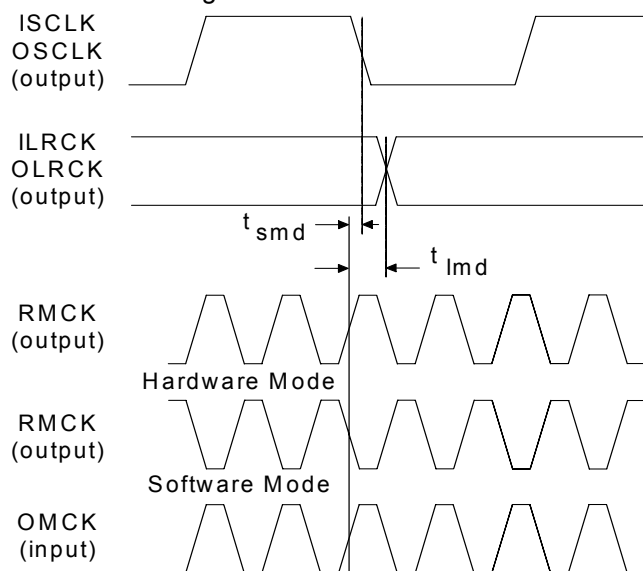 ISCLK
OSCLK
(output)
ILRCK
OLRCK
(output)
t smd
t lmd
RMCK
(output)
Hardware Mode
RMCK
(output)
Software Mode
OMCK
(input)